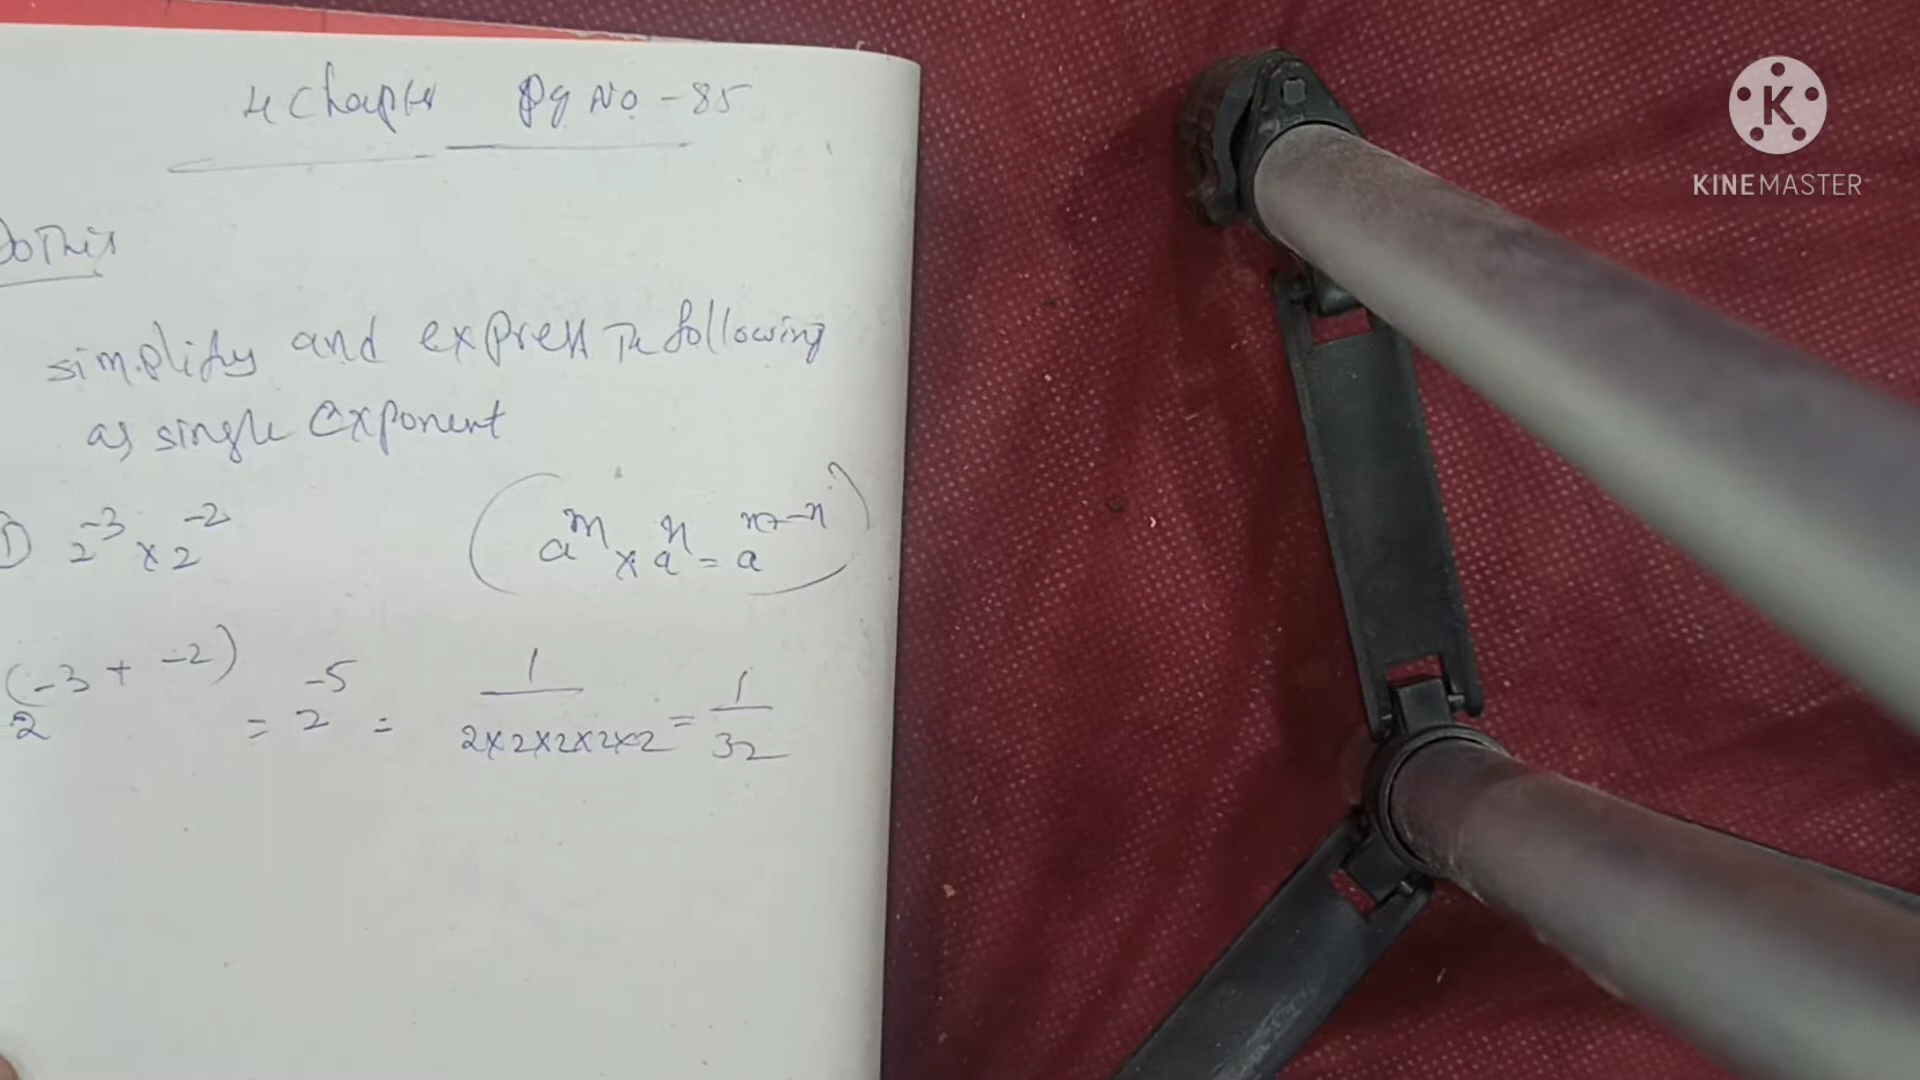 4 Chapter Pg No - 85
Do This
simplify and express The following
as single exponent
1) 2^-3 x 2^-2 (a^m x a^n = a^m+n)
2^(-3 + -2) = 2^-5 = 1/(2x2x2x2x2) = 1/32
K
KINEMASTER